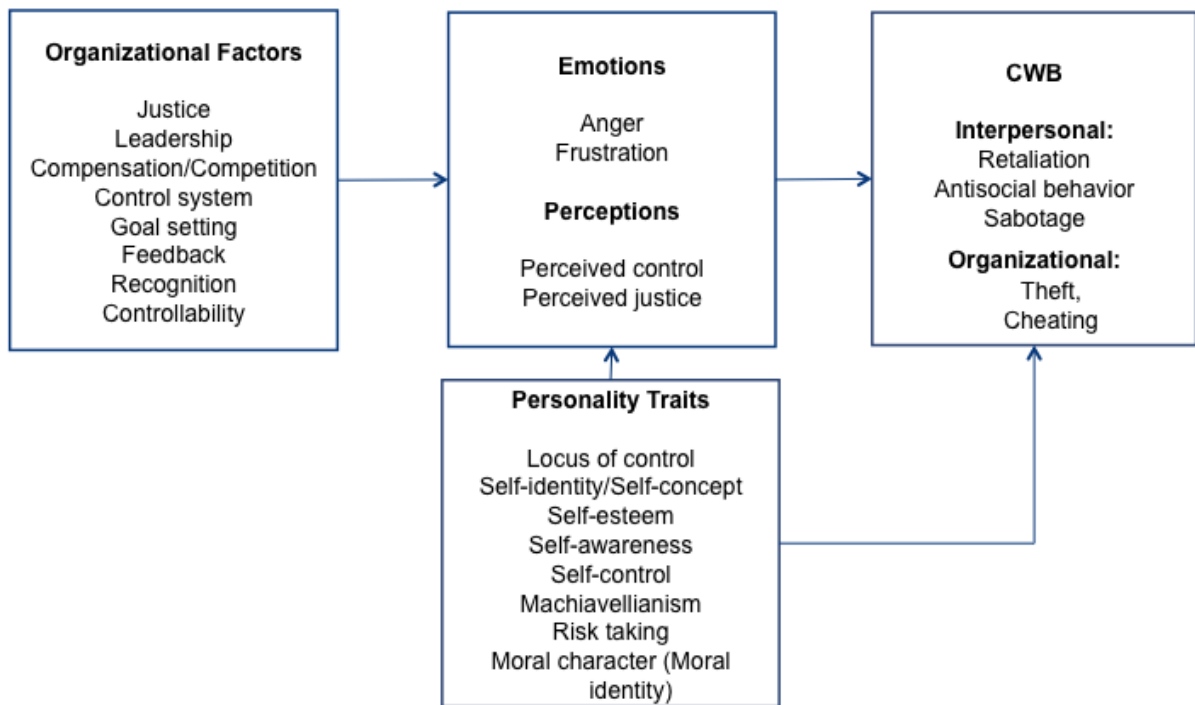 Organizational Factors
Justice
Leadership
Compensation/Competition
Control system
Goal setting
Feedback
Recognition
Controllability
Emotions
Anger
Frustration
Perceptions
Perceived control
Perceived justice
CWB
Interpersonal:
Retaliation
Antisocial behavior
Sabotage
Organizational:
Theft,
Cheating
Personality Traits
Locus of control
Self-identity/Self-concept
Self-esteem
Self-awareness
Self-control
Machiavellianism
Risk taking
Moral character (Moral
identity)